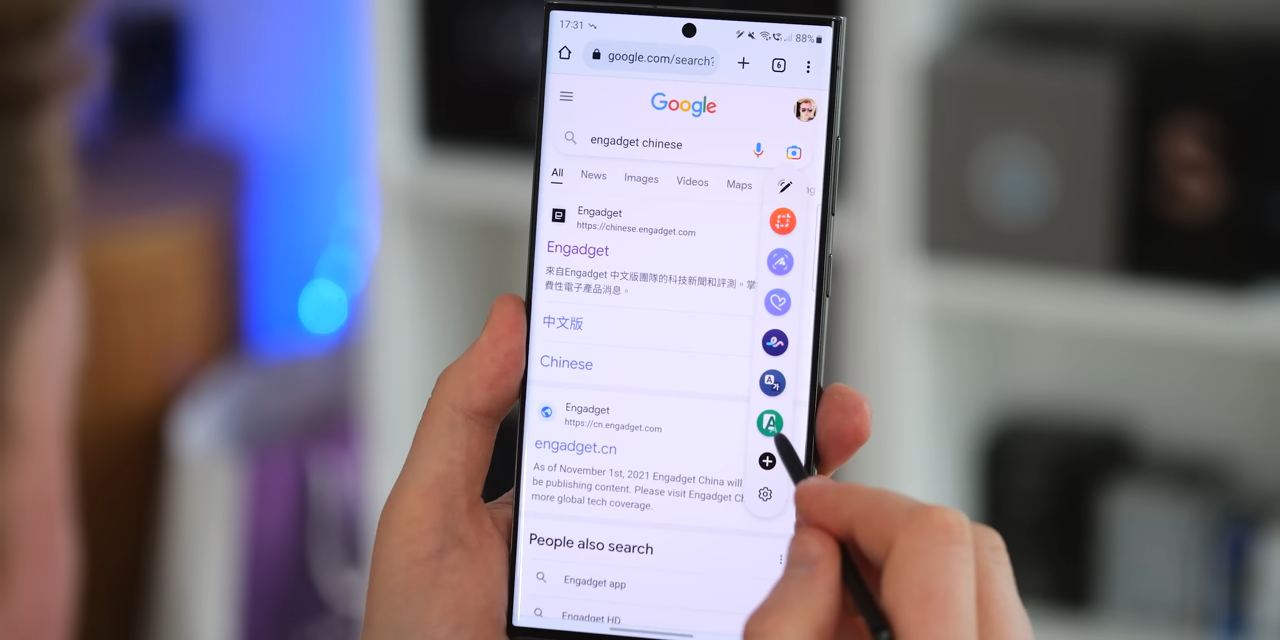 17:31
88%
google.com/search?
6
Google
engadget chinese
All News Images Videos Maps
Engadget
https://chinese.engadget.com
Engadget
來自Engadget 中文版團隊的科技新聞和評測。掌
費性電子產品消息。
中文版
Chinese
Engadget
https://cn.engadget.com
engadget.cn
As of November 1st, 2021 Engadget China will
be publishing content. Please visit Engadget Ch
more global tech coverage.
People also search
Engadget app
Engadget HD